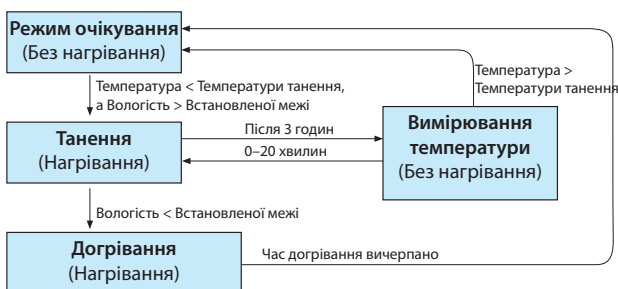 Режим очікування
(Без нагрівання)
Температура >
Температури танення
Температура < Температури танення,
а Вологість > Встановленої межі
Танення
(Нагрівання)
Після 3 годин
0–20 хвилин
Вимірювання
температури
(Без нагрівання)
Вологість < Встановленої межі
Догрівання
(Нагрівання)
Час догрівання вичерпано